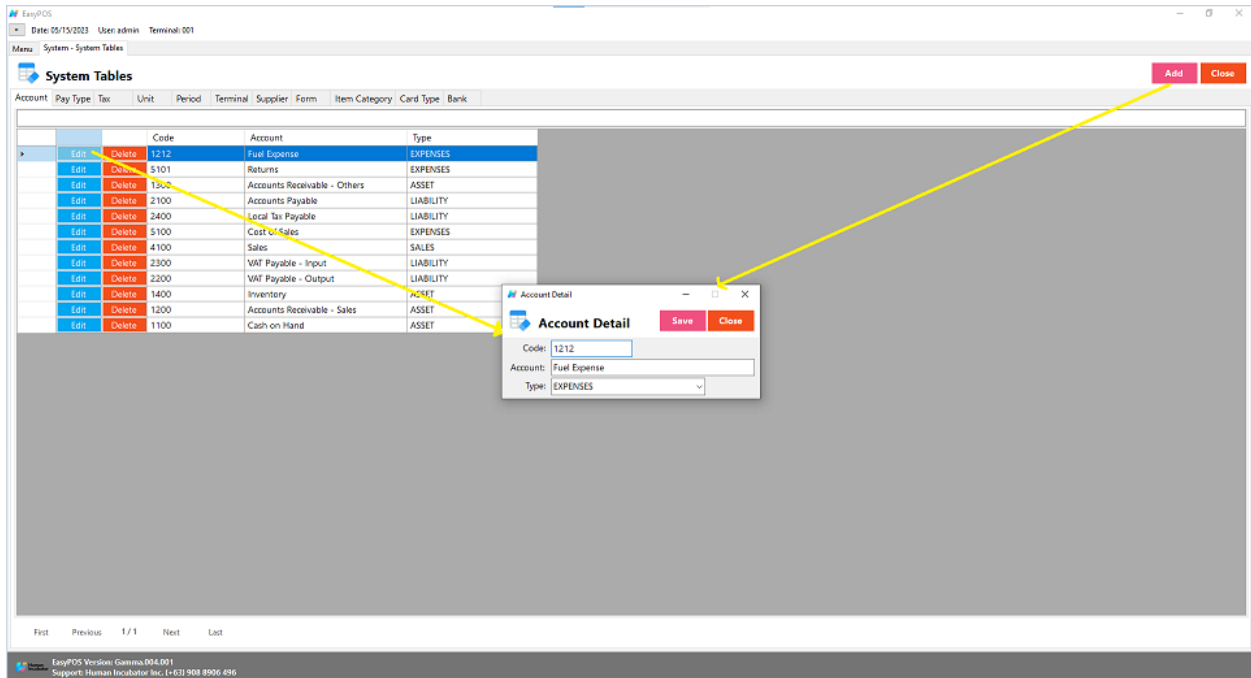 EasyPOS
Date: 05/15/2023 User: admin Terminal: 001
Menu System - System Tables
System Tables Add Close
Account Pay Type Tax Unit Period Terminal Supplier Form Item Category Card Type Bank
Code Account Type
Edit Delete 1212 Fuel Expense EXPENSES
Edit Delete 5101 Returns EXPENSES
Edit Delete 1300 Accounts Receivable - Others ASSET
Edit Delete 2100 Accounts Payable LIABILITY
Edit Delete 2400 Local Tax Payable LIABILITY
Edit Delete 5100 Cost of Sales EXPENSES
Edit Delete 4100 Sales SALES
Edit Delete 2300 VAT Payable - Input LIABILITY
Edit Delete 2200 VAT Payable - Output LIABILITY
Edit Delete 1400 Inventory ASSET
Edit Delete 1200 Accounts Receivable - Sales ASSET
Edit Delete 1100 Cash on Hand ASSET
Account Detail
Account Detail Save Close
Code: 1212
Account: Fuel Expense
Type: EXPENSES
First Previous 1 / 1 Next Last
Human Incubator
EasyPOS Version: Gamma.004.001
Support: Human Incubator Inc. (+63) 908 8906 496